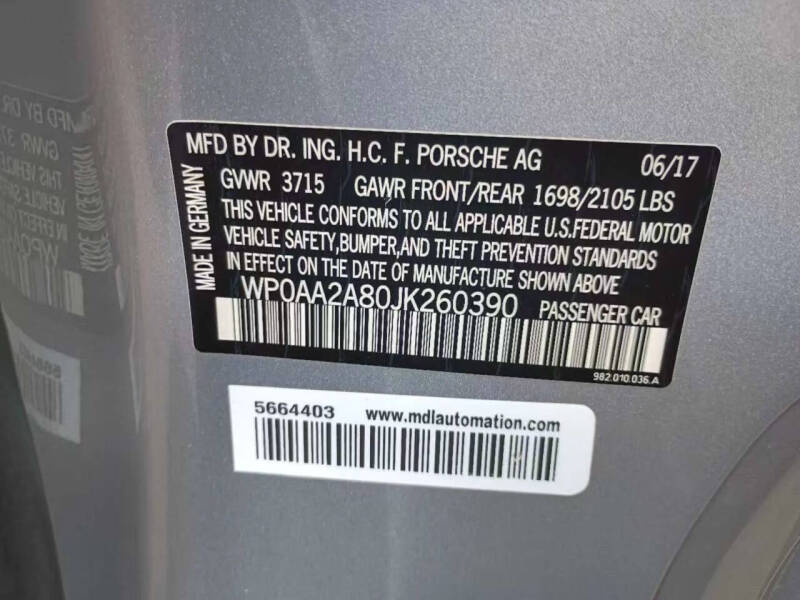 MFD BY DR. ING. H.C. F. PORSCHE AG 06/17
GVWR 3715 GAWR FRONT/REAR 1698/2105 LBS
THIS VEHICLE CONFORMS TO ALL APPLICABLE U.S.FEDERAL MOTOR
VEHICLE SAFETY,BUMPER,AND THEFT PREVENTION STANDARDS
IN EFFECT ON THE DATE OF MANUFACTURE SHOWN ABOVE
WP0AA2A80JK260390 PASSENGER CAR
982.010.036.A
MADE IN GERMANY
5664403 www.mdlautomation.com